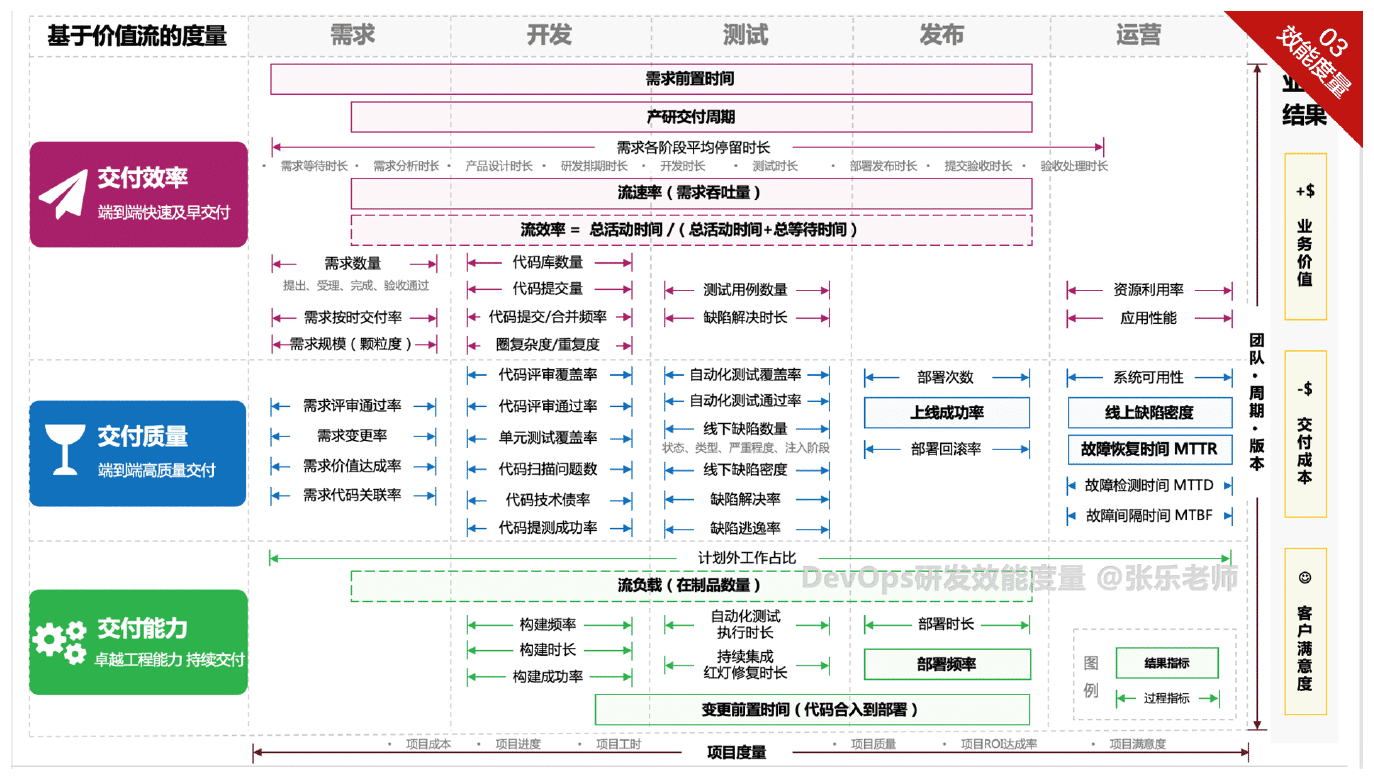 基于价值流的度量
需求
开发
测试
发布
运营
03
效能度量
业
结果
需求前置时间
产研交付周期
需求各阶段平均停留时长
· 需求等待时长 · 需求分析时长 · 产品设计时长 · 研发排期时长 · 开发时长 · 测试时长 · 部署发布时长 · 提交验收时长 · 验收处理时长
交付效率
端到端快速及早交付
流速率（需求吞吐量）
流效率 = 总活动时间 /（总活动时间+总等待时间）
需求数量
提出、受理、完成、验收通过
需求按时交付率
需求规模（颗粒度）
代码库数量
代码提交量
代码提交/合并频率
圈复杂度/重复度
测试用例数量
缺陷解决时长
资源利用率
应用性能
交付质量
端到端高质量交付
需求评审通过率
需求变更率
需求价值达成率
需求代码关联率
代码评审覆盖率
代码评审通过率
单元测试覆盖率
代码扫描问题数
代码技术债率
代码提测成功率
自动化测试覆盖率
自动化测试通过率
线下缺陷数量
状态、类型、严重程度、注入阶段
线下缺陷密度
缺陷解决率
缺陷逃逸率
部署次数
上线成功率
部署回滚率
系统可用性
线上缺陷密度
故障恢复时间 MTTR
故障检测时间 MTTD
故障间隔时间 MTBF
交付能力
卓越工程能力 持续交付
计划外工作占比
流负载（在制品数量）
DevOps研发效能度量 @张乐老师
构建频率
构建时长
构建成功率
自动化测试
执行时长
持续集成
红灯修复时长
部署时长
部署频率
变更前置时间（代码合入到部署）
图
例
结果指标
过程指标
团队·周期·版本
+$
业务价值
-$
交付成本
☺
客户满意度
· 项目成本 · 项目进度 · 项目工时
项目度量
· 项目质量 · 项目ROI达成率 · 项目满意度